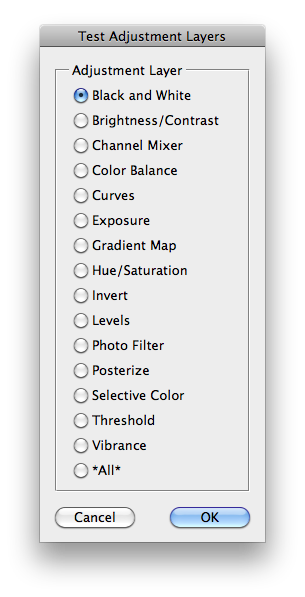 Test Adjustment Layers
Adjustment Layer
Black and White
Brightness/Contrast
Channel Mixer
Color Balance
Curves
Exposure
Gradient Map
Hue/Saturation
Invert
Levels
Photo Filter
Posterize
Selective Color
Threshold
Vibrance
*All*
Cancel
OK